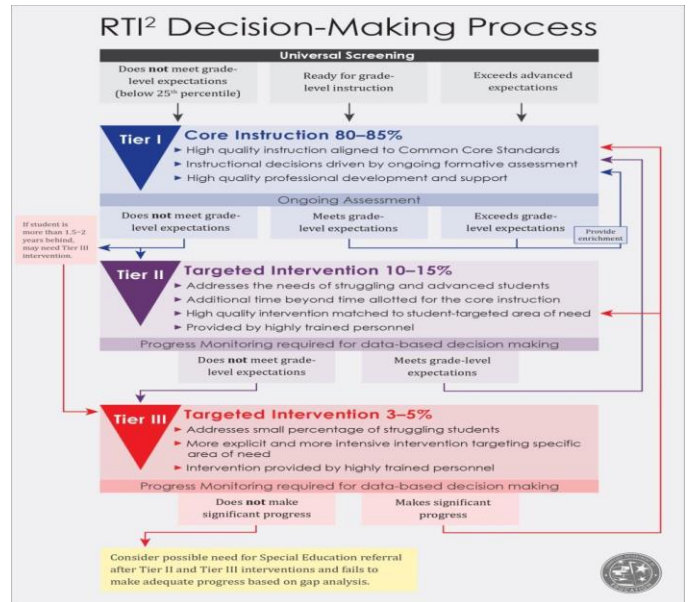 RTI² Decision-Making Process
Universal Screening
Does not meet grade-
level expectations
(below 25th percentile)
Ready for grade-
level instruction
Exceeds advanced
expectations
Tier I
Core Instruction 80–85%
► High quality instruction aligned to Common Core Standards
► Instructional decisions driven by ongoing formative assessment
► High quality professional development and support
Ongoing Assessment
Does not meet grade-
level expectations
Meets grade-level
expectations
Exceeds grade-level
expectations
Provide
enrichment
If student is
more than 1.5–2
years behind,
may need Tier III
intervention.
Tier II
Targeted Intervention 10–15%
► Addresses the needs of struggling and advanced students
► Additional time beyond time allotted for the core instruction
► High quality intervention matched to student-targeted area of need
► Provided by highly trained personnel
Progress Monitoring required for data-based decision making
Does not meet grade-
level expectations
Meets grade-level
expectations
Tier III
Targeted Intervention 3–5%
► Addresses small percentage of struggling students
► More explicit and more intensive intervention targeting specific
area of need
► Intervention provided by highly trained personnel
Progress Monitoring required for data-based decision making
Does not make
significant progress
Makes significant
progress
Consider possible need for Special Education referral
after Tier II and Tier III interventions and fails to
make adequate progress based on gap analysis.